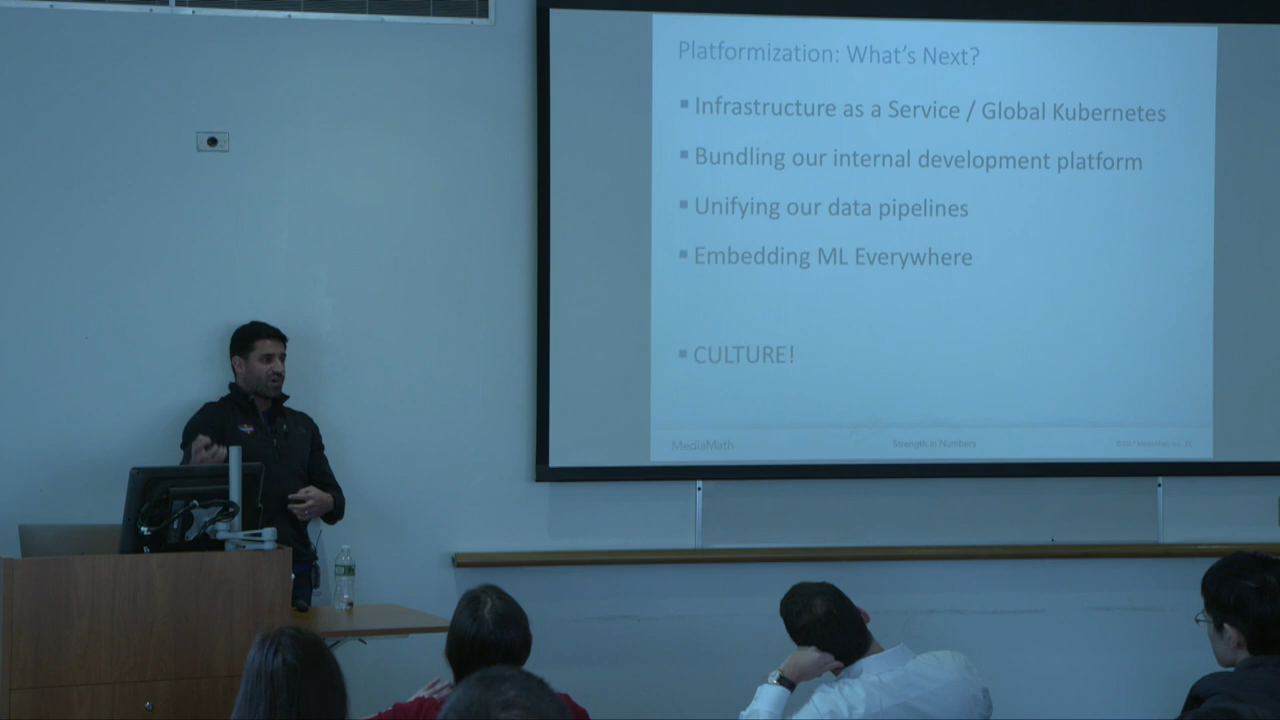 Platformization: What's Next?
▪ Infrastructure as a Service / Global Kubernetes
▪ Bundling our internal development platform
▪ Unifying our data pipelines
▪ Embedding ML Everywhere
▪ CULTURE!
MediaMath
Strength in Numbers